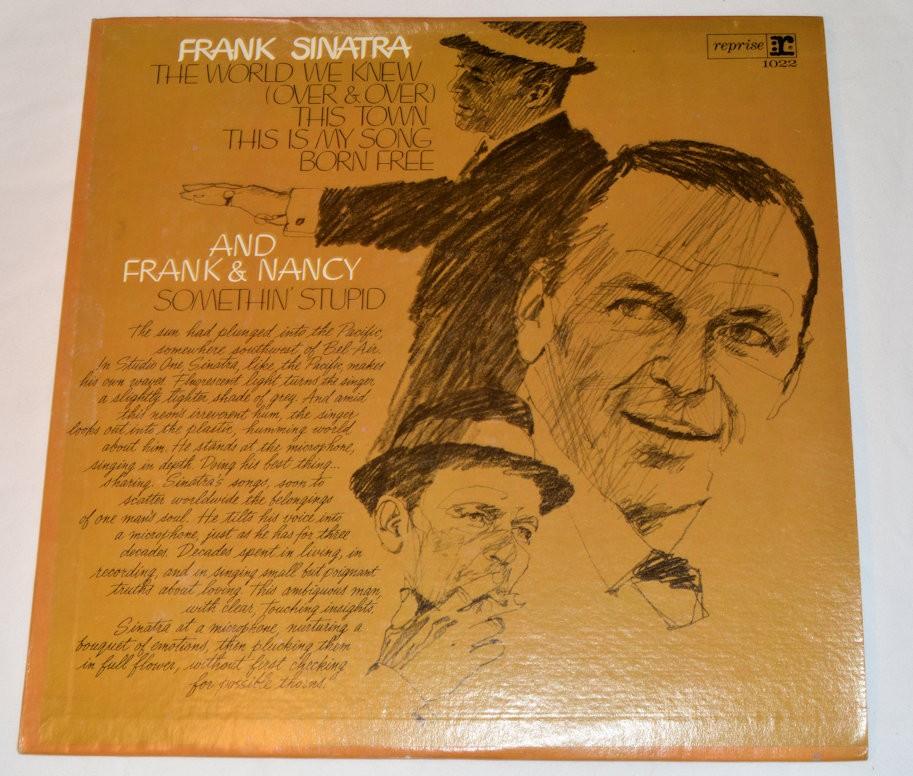 FRANK SINATRA
THE WORLD WE KNEW
(OVER & OVER)
THIS TOWN
THIS IS MY SONG
BORN FREE
reprise
1022
AND
FRANK & NANCY
SOMETHIN' STUPID
The sun had plunged into the Pacific,
somewhere southwest of Bel Air.
In Studio One, Sinatra, like the Pacific, makes
his own waves. Fluorescent light turns the singer
a slightly lighter shade of grey. And amid
this neon's irreverent hum, the singer
looks out into the plastic, humming world
about him. He stands at the microphone,
singing in depth. Doing his best thing...
sharing. Sinatra's songs, soon to
scatter worldwide the belongings
of one man's soul. He tilts his voice into
a microphone, just as he has for three
decades. Decades spent in living, in
recording, and in singing small but poignant
truths about loving. This ambiguous man,
with clear, touching insights.
Sinatra at a microphone, nurturing a
bouquet of emotions, then plucking them
in full flower, without first checking
for possible thorns.